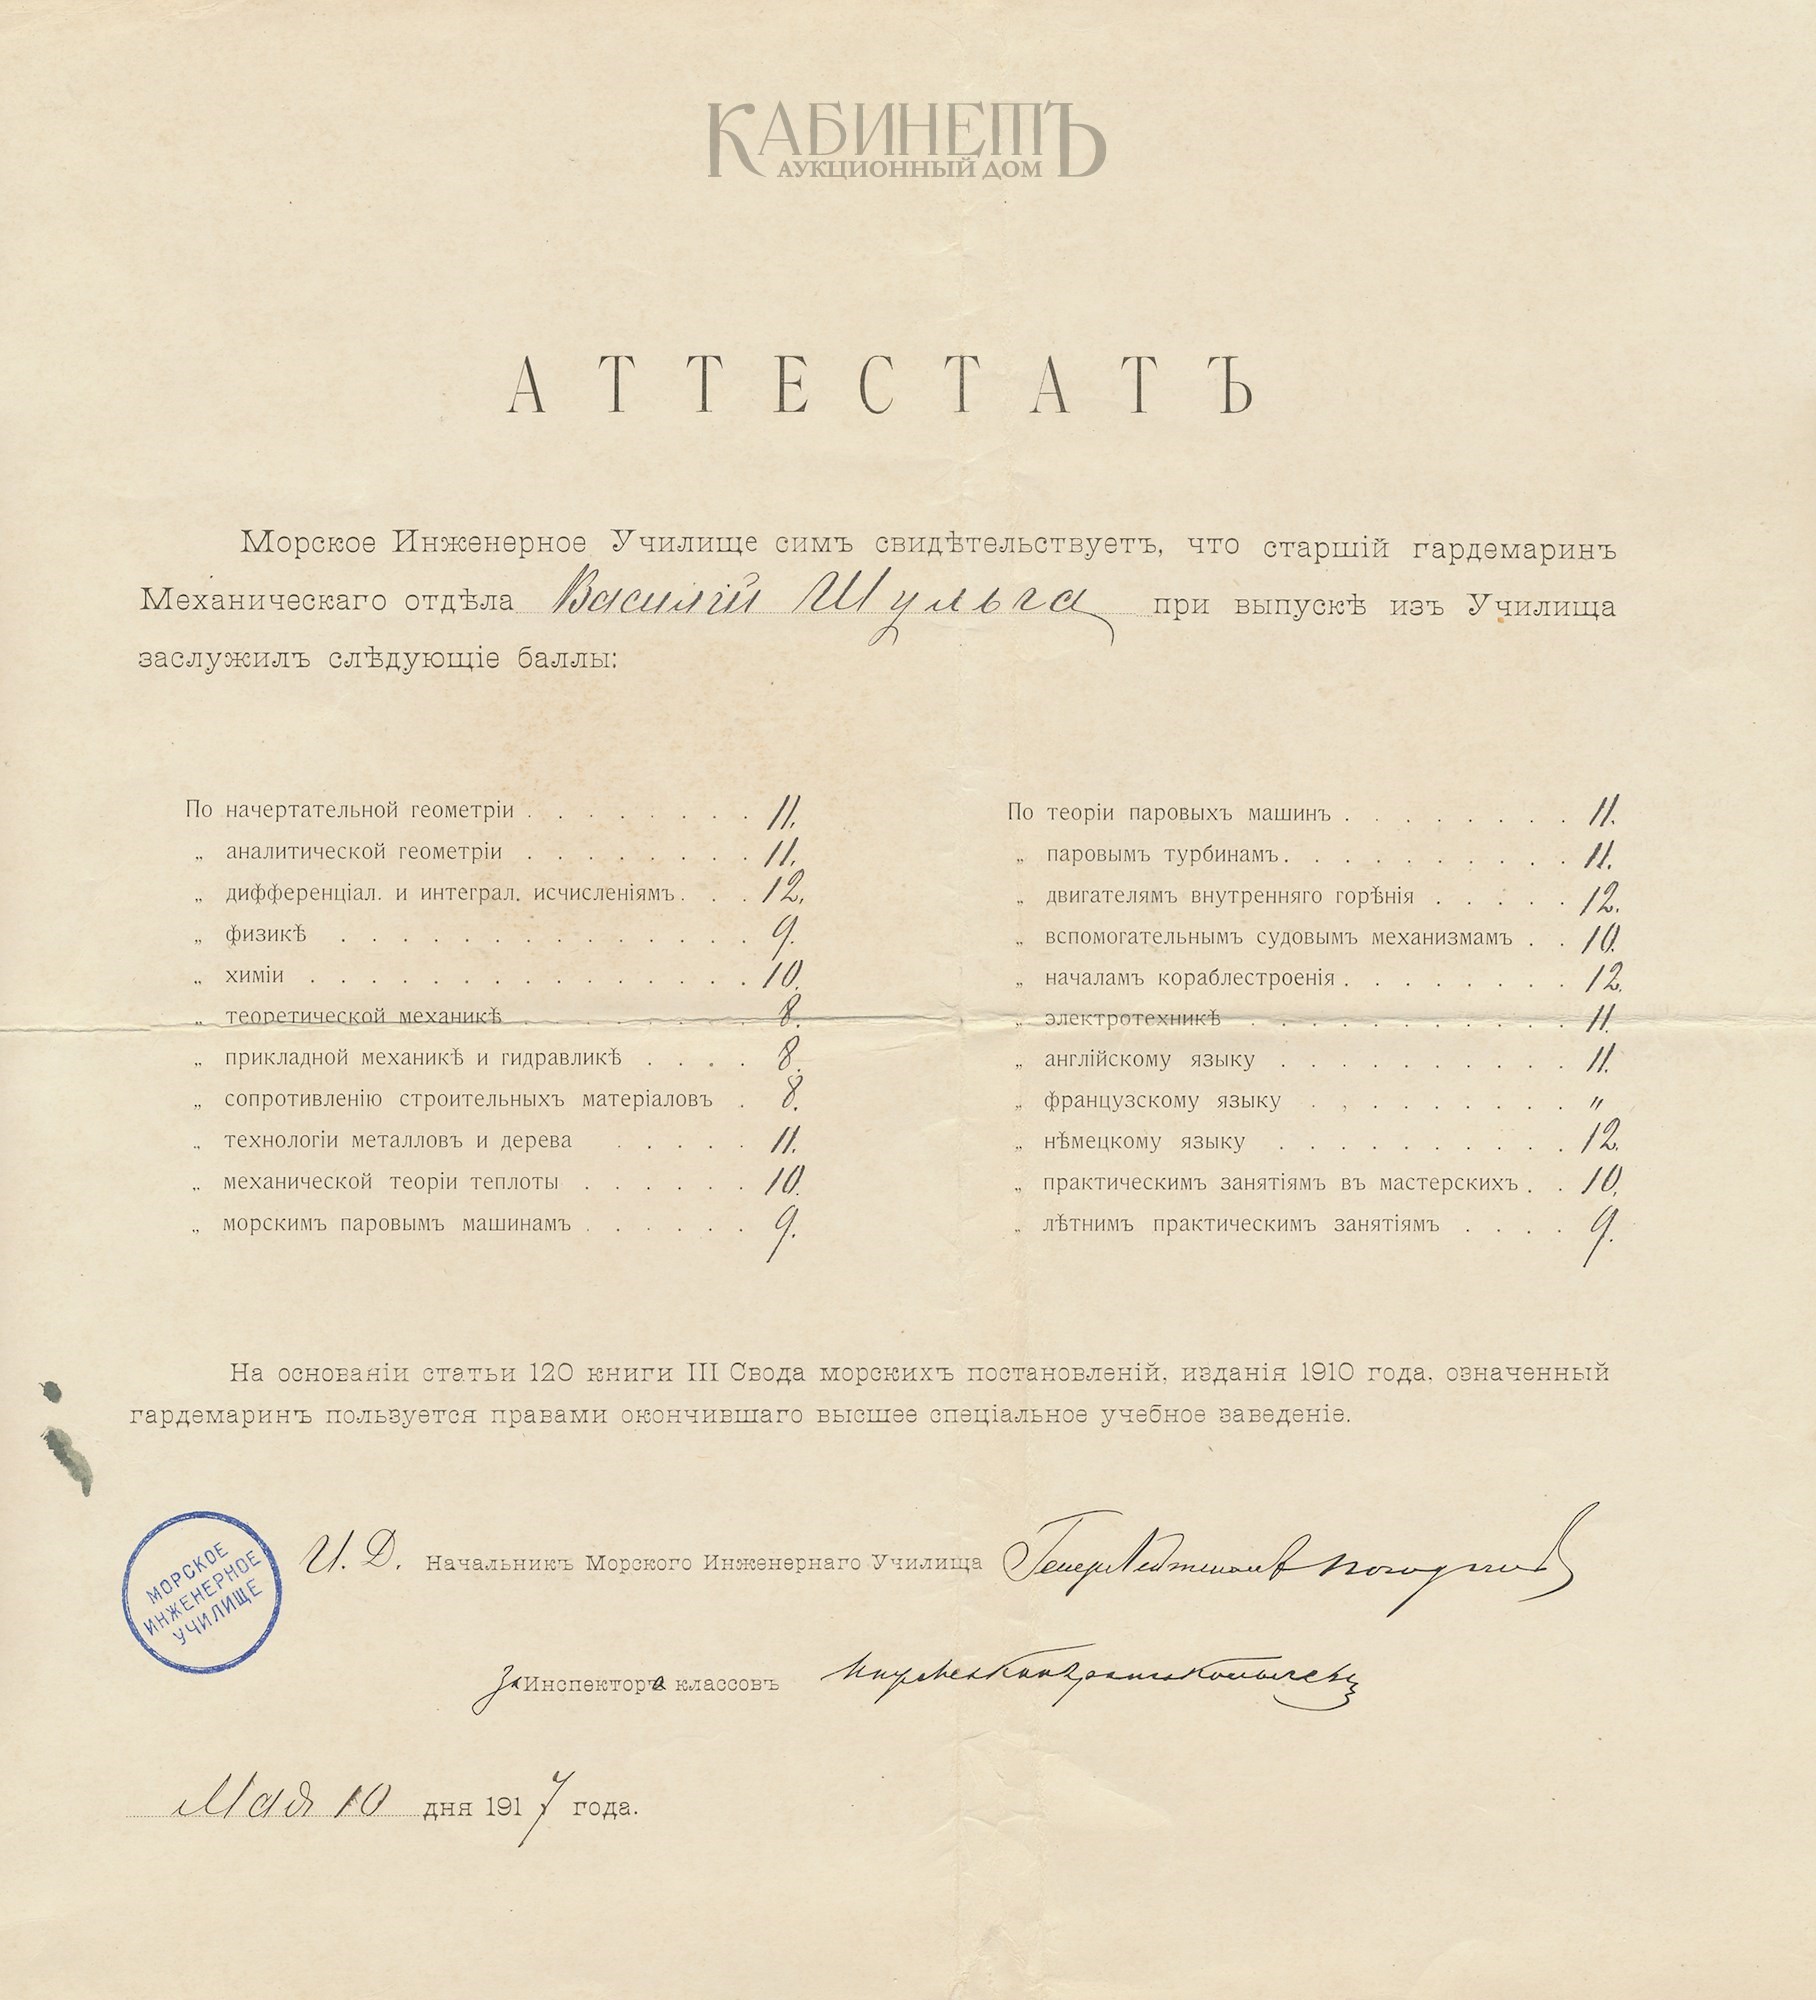 КАБИНЕТЪ
АУКЦИОННЫЙ ДОМ
АТТЕСТАТЪ
Морское Инженерное Училище симъ свидѣтельствуетъ, что старшій гардемаринъ
Механическаго отдѣла Василій Шульга при выпускѣ изъ Училища
заслужилъ слѣдующіе баллы:
По начертательной геометріи . . . . . . . . 11.
„ аналитической геометріи . . . . . . . . 11.
„ дифференціал. и интеграл. исчисленіямъ . . . 12.
„ физикѣ . . . . . . . . . . . . . . 9.
„ химіи . . . . . . . . . . . . . . . 10.
„ теоретической механикѣ . . . . . . . . 8.
„ прикладной механикѣ и гидравликѣ . . . . 8.
„ сопротивленію строительныхъ матеріаловъ . 8.
„ технологіи металловъ и дерева . . . . . 11.
„ механической теоріи теплоты . . . . . . 10.
„ морскимъ паровымъ машинамъ . . . . . . 9.
По теоріи паровыхъ машинъ . . . . . . . . 11.
„ паровымъ турбинамъ . . . . . . . . . . 11.
„ двигателямъ внутренняго горѣнія . . . . . 12.
„ вспомогательнымъ судовымъ механизмамъ . . 10.
„ началамъ кораблестроенія . . . . . . . . 12.
„ электротехникѣ . . . . . . . . . . . 11.
„ англійскому языку . . . . . . . . . . 11.
„ французскому языку . . . . . . . . . „
„ нѣмецкому языку . . . . . . . . . . 12.
„ практическимъ занятіямъ въ мастерскихъ . . 10.
„ лѣтнимъ практическимъ занятіямъ . . . . 9.
На основаніи статьи 120 книги III Свода морскихъ постановленій, изданія 1910 года, означенный
гардемаринъ пользуется правами окончившаго высшее спеціальное учебное заведеніе.
И. Д. Начальникъ Морского Инженернаго Училища
МОРСКОЕ
ИНЖЕНЕРНОЕ
УЧИЛИЩЕ
За Инспектора классовъ
Мая 10 дня 1917 года.